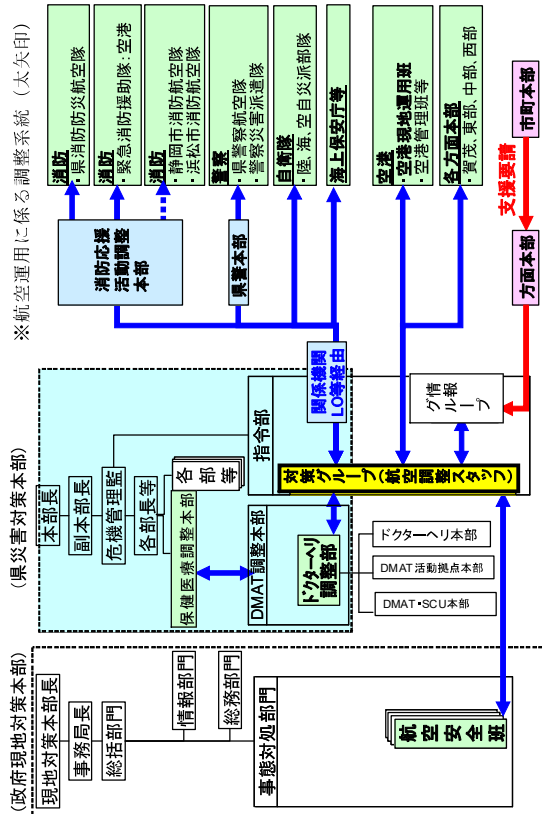 ※航空運用に係る調整系統（太矢印）
(政府現地対策本部)
現地対策本部長
事務局長
総括部門
情報部門
総務部門
事態対処部門
航空安全班
(県災害対策本部)
本部長
副本部長
危機管理監
各部長等
各部等
保健医療調整本部
指令部
DMAT調整本部
ドクターヘリ
調整部
ドクターヘリ本部
DMAT活動拠点本部
DMAT・SCU本部
対策グループ(航空調整スタッフ)
情報
グループ
関係機関
LO等経由
消防応援
活動調整
本部
県警本部
消防
・県消防防災航空隊
消防
・緊急消防援助隊：空港
消防
・静岡市消防航空隊
・浜松市消防航空隊
警察
・県警察航空隊
・警察災害派遣隊
自衛隊
・陸、海、空自災派部隊
海上保安庁等
空港
・空港現地運用班
・空港管理班等
各方面本部
・賀茂、東部、中部、西部
市町本部
支援要請
方面本部